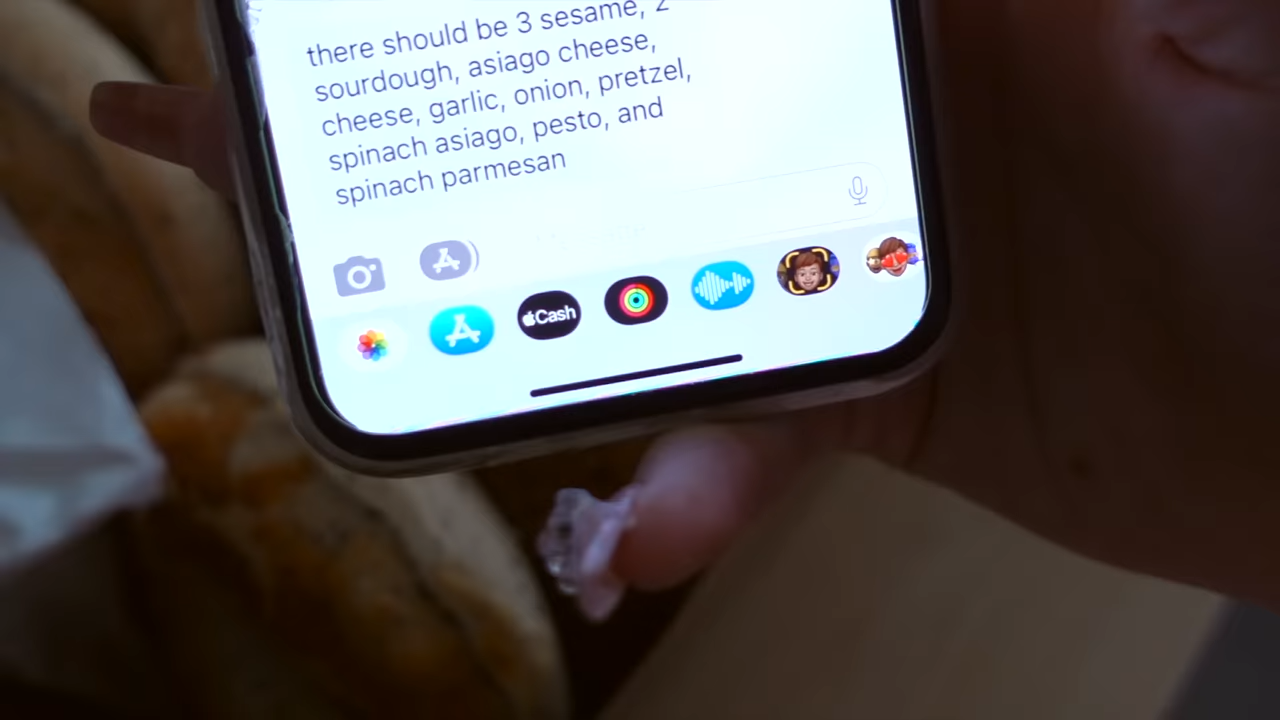 there should be 3 sesame, 2
sourdough, asiago cheese,
cheese, garlic, onion, pretzel,
spinach asiago, pesto, and
spinach parmesan
Cash